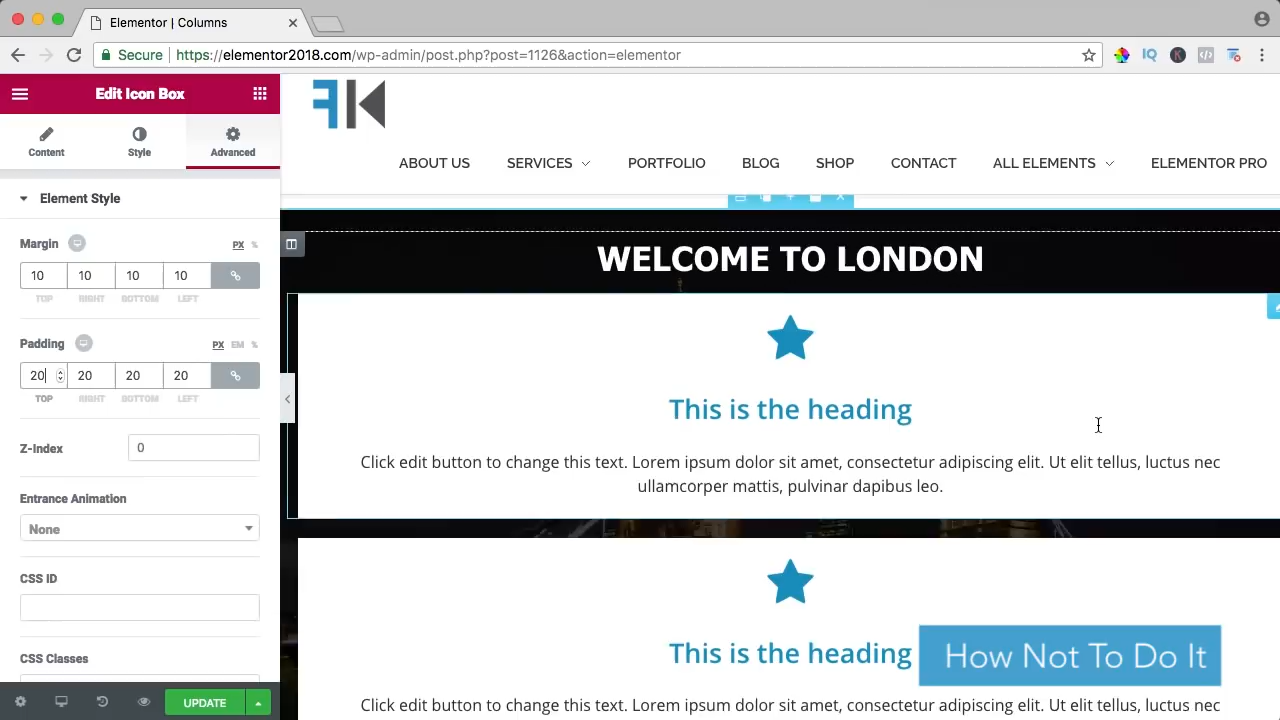 Elementor | Columns
Secure | https://elementor2018.com/wp-admin/post.php?post=1126&action=elementor
Edit Icon Box
Content Style Advanced
Element Style
Margin PX %
10 10 10 10
TOP RIGHT BOTTOM LEFT
Padding PX EM %
20 20 20 20
TOP RIGHT BOTTOM LEFT
Z-Index 0
Entrance Animation
None
CSS ID
CSS Classes
UPDATE
FK
ABOUT US SERVICES PORTFOLIO BLOG SHOP CONTACT ALL ELEMENTS ELEMENTOR PRO
WELCOME TO LONDON
This is the heading
Click edit button to change this text. Lorem ipsum dolor sit amet, consectetur adipiscing elit. Ut elit tellus, luctus nec
ullamcorper mattis, pulvinar dapibus leo.
This is the heading
How Not To Do It
Click edit button to change this text. Lorem ipsum dolor sit amet, consectetur adipiscing elit. Ut elit tellus, luctus nec